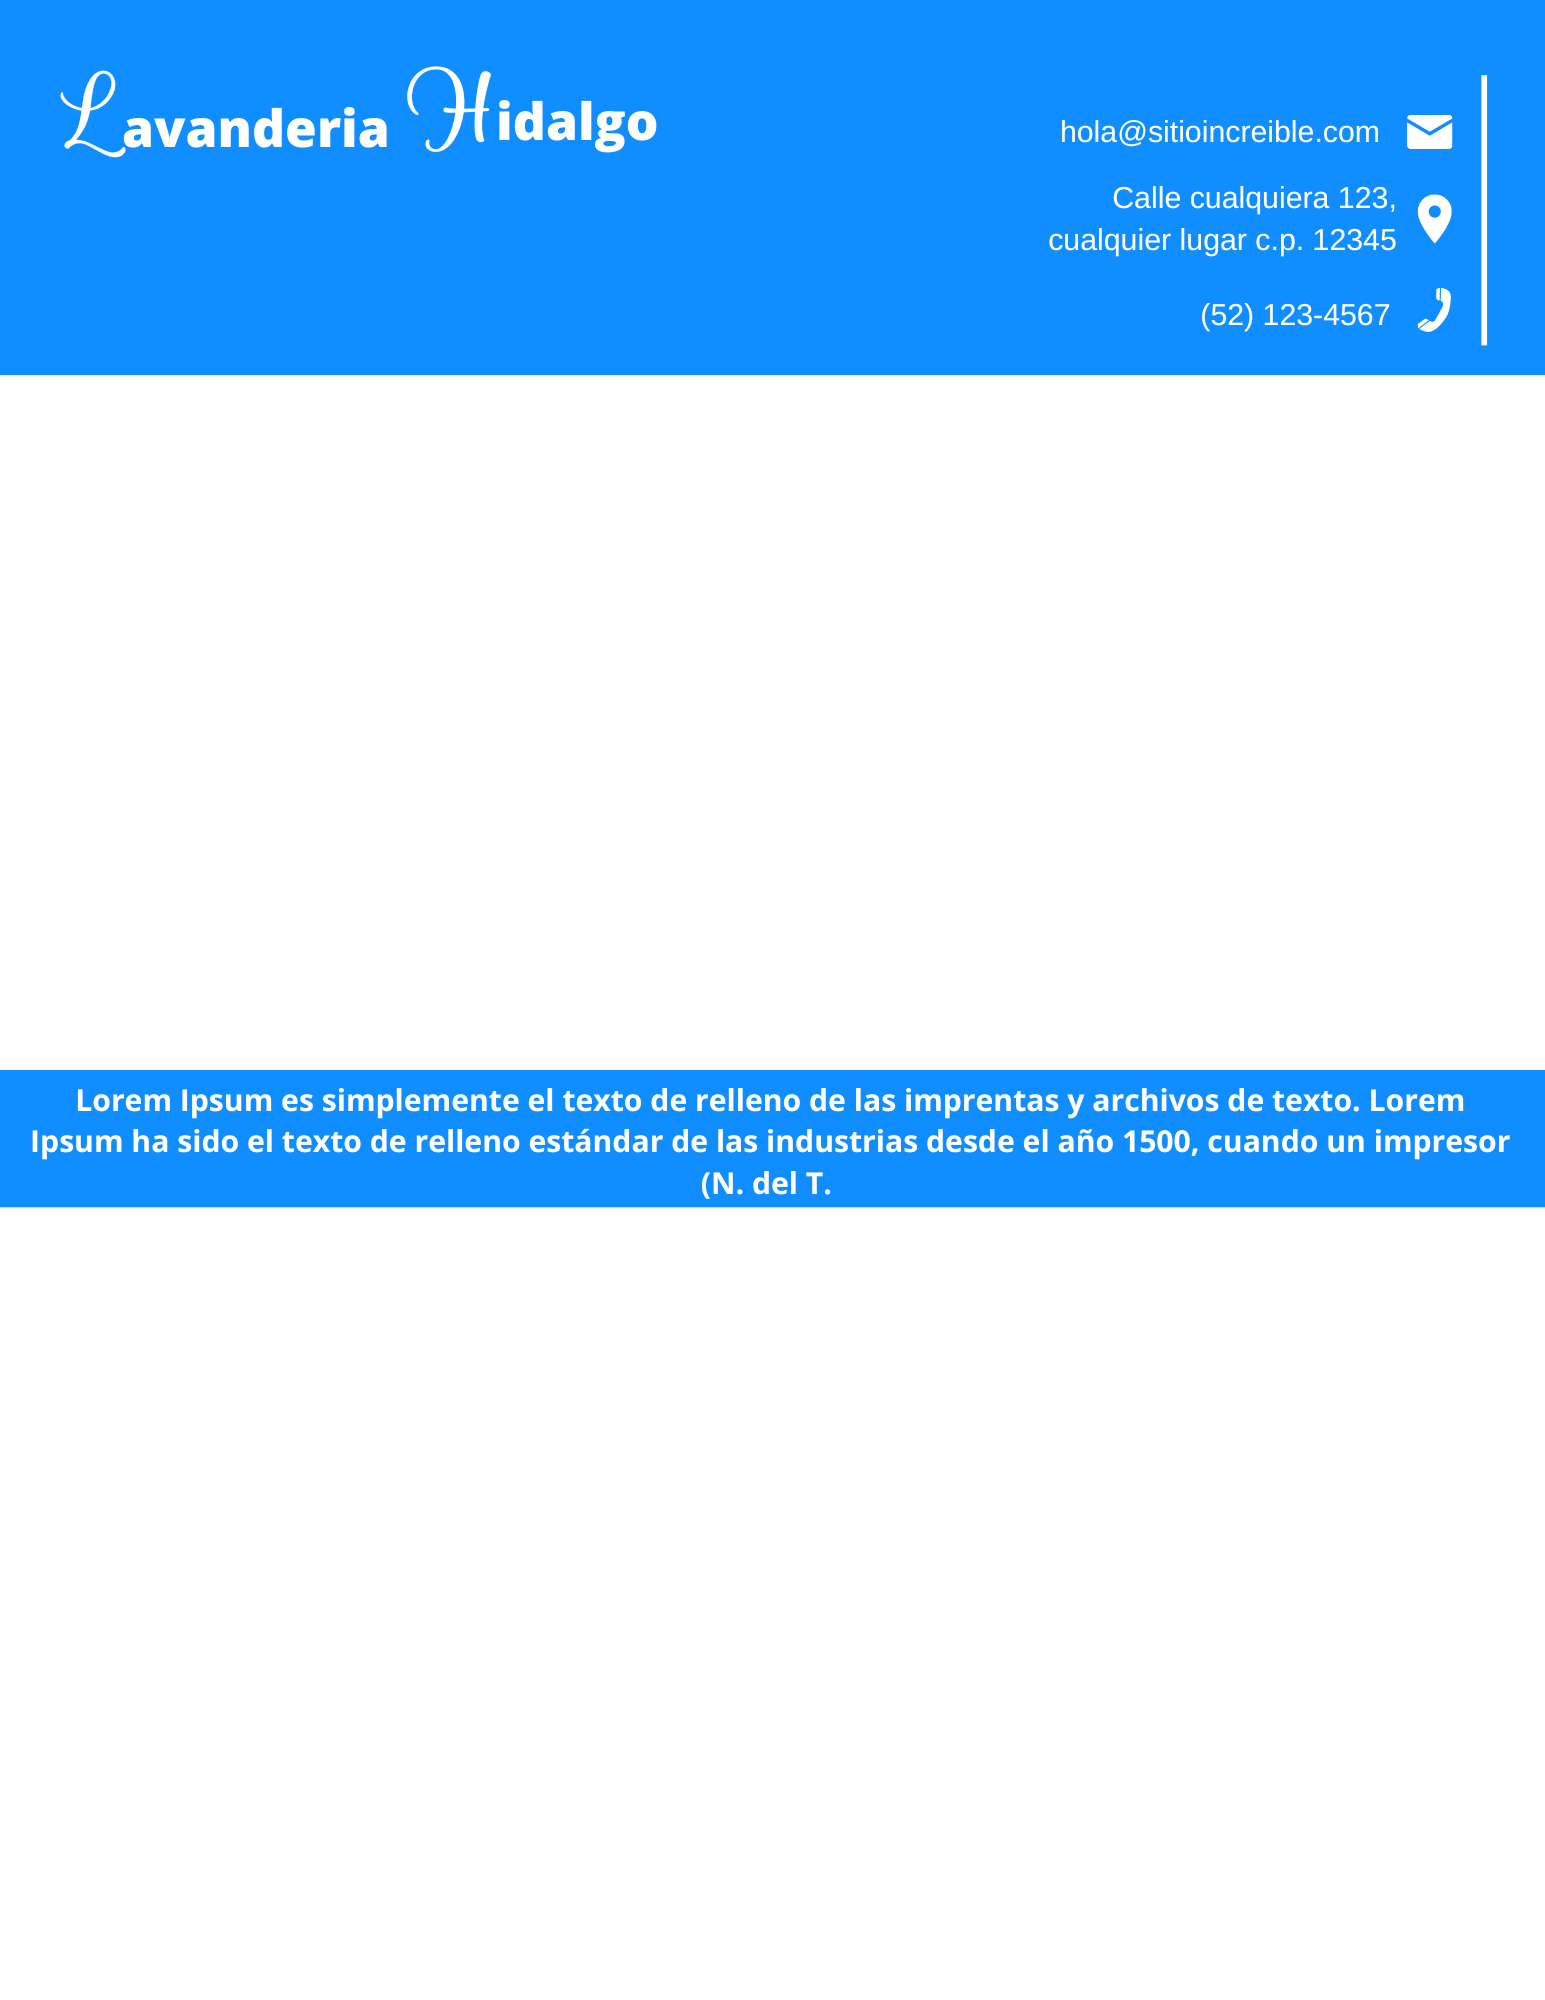 Lavanderia Hidalgo
hola@sitioincreible.com
Calle cualquiera 123,
cualquier lugar c.p. 12345
(52) 123-4567
Lorem Ipsum es simplemente el texto de relleno de las imprentas y archivos de texto. Lorem
Ipsum ha sido el texto de relleno estándar de las industrias desde el año 1500, cuando un impresor
(N. del T.